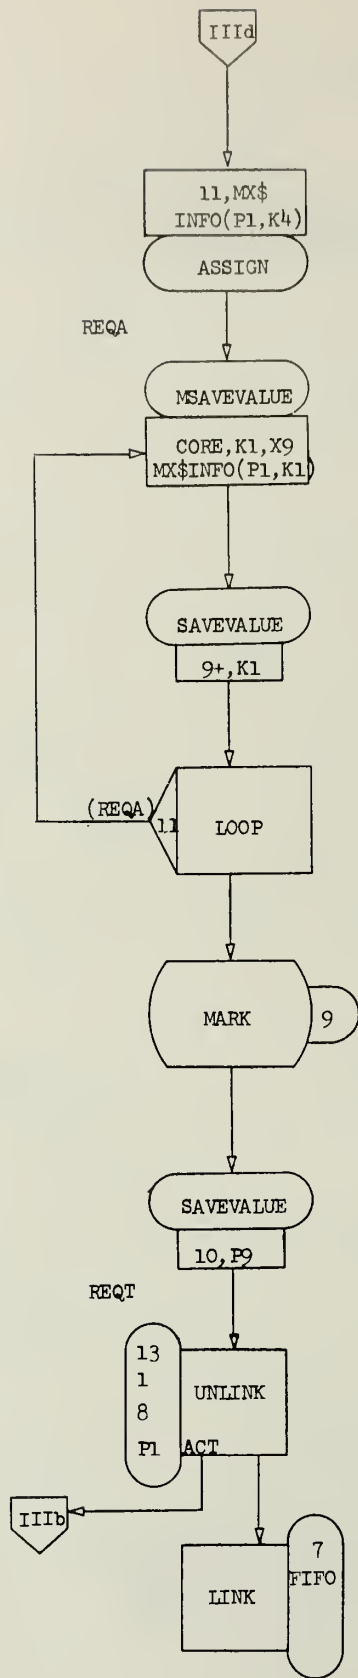 IIId
11,MX$
INFO(P1,K4)
ASSIGN
REQA
MSAVEVALUE
CORE,K1,X9
MX$INFO(P1,K1)
SAVEVALUE
9+,K1
(REQA)
11
LOOP
MARK
9
SAVEVALUE
10,P9
REQT
13
1
8
P1
UNLINK
ACT
IIIb
LINK
7
FIFO